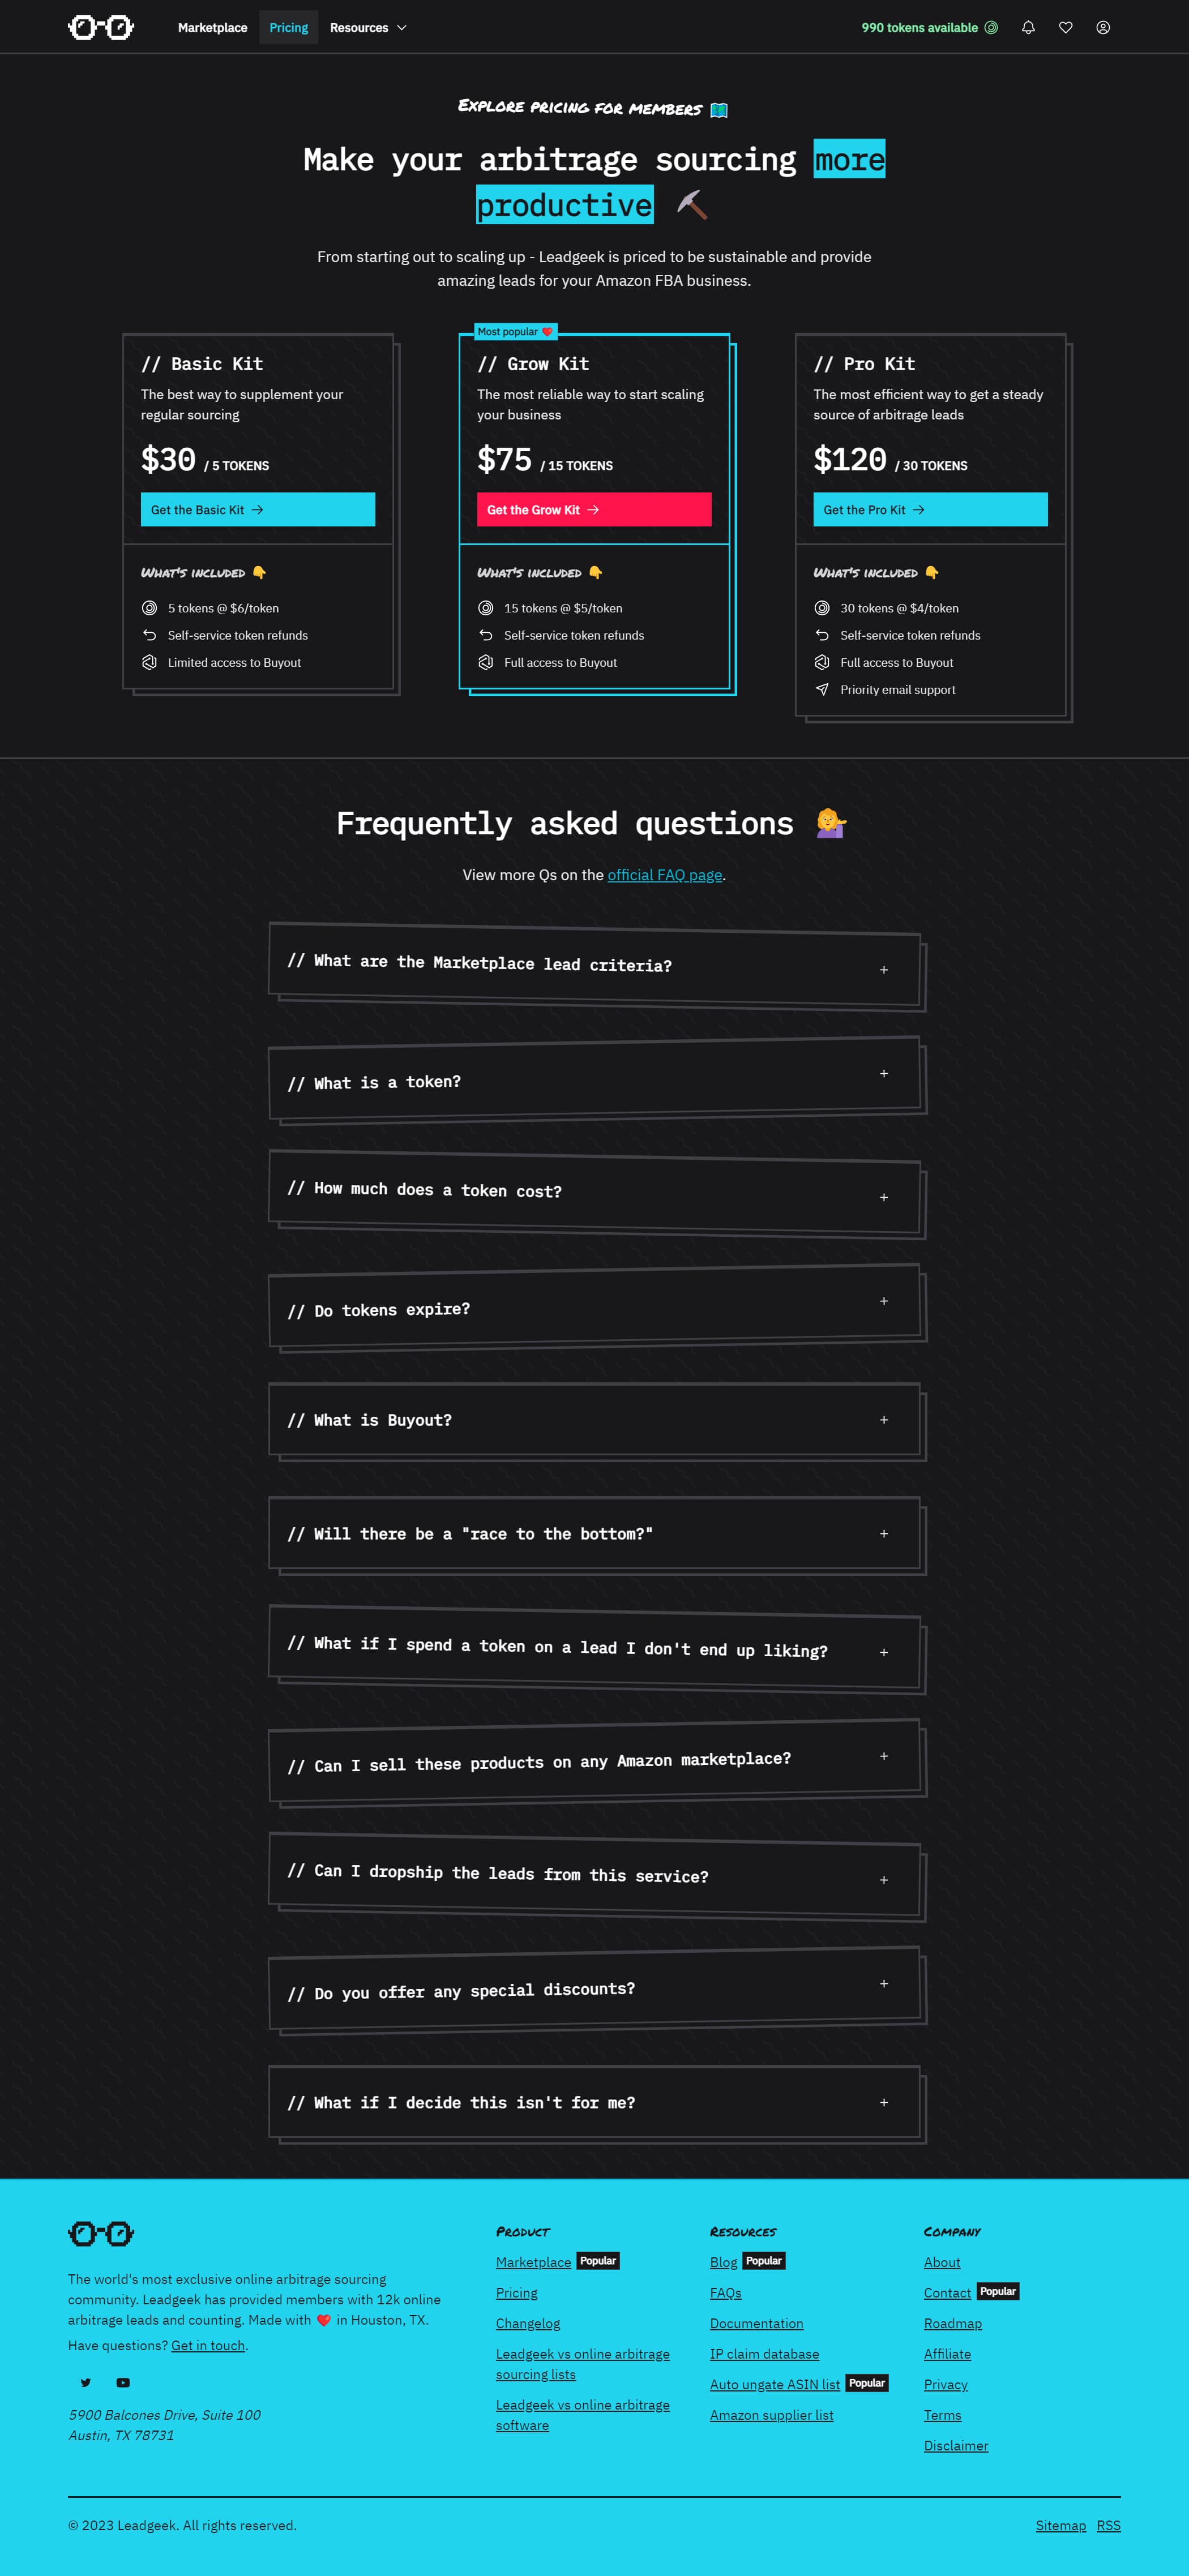 Marketplace Pricing Resources 990 tokens available
Explore pricing for members
Make your arbitrage sourcing more
productive
From starting out to scaling up - Leadgeek is priced to be sustainable and provide
amazing leads for your Amazon FBA business.
// Basic Kit
The best way to supplement your
regular sourcing
$30 / 5 TOKENS
Get the Basic Kit →
What's included
5 tokens @ $6/token
Self-service token refunds
Limited access to Buyout
Most popular
// Grow Kit
The most reliable way to start scaling
your business
$75 / 15 TOKENS
Get the Grow Kit →
What's included
15 tokens @ $5/token
Self-service token refunds
Full access to Buyout
// Pro Kit
The most efficient way to get a steady
source of arbitrage leads
$120 / 30 TOKENS
Get the Pro Kit →
What's included
30 tokens @ $4/token
Self-service token refunds
Full access to Buyout
Priority email support
Frequently asked questions
View more Qs on the official FAQ page.
// What are the Marketplace lead criteria? +
// What is a token? +
// How much does a token cost? +
// Do tokens expire? +
// What is Buyout? +
// Will there be a "race to the bottom?" +
// What if I spend a token on a lead I don't end up liking? +
// Can I sell these products on any Amazon marketplace? +
// Can I dropship the leads from this service? +
// Do you offer any special discounts? +
// What if I decide this isn't for me? +
The world's most exclusive online arbitrage sourcing
community. Leadgeek has provided members with 12k online
arbitrage leads and counting. Made with ❤️ in Houston, TX.
Have questions? Get in touch.
5900 Balcones Drive, Suite 100
Austin, TX 78731
Product
Marketplace Popular
Pricing
Changelog
Leadgeek vs online arbitrage
sourcing lists
Leadgeek vs online arbitrage
software
Resources
Blog Popular
FAQs
Documentation
IP claim database
Auto ungate ASIN list Popular
Amazon supplier list
Company
About
Contact Popular
Roadmap
Affiliate
Privacy
Terms
Disclaimer
© 2023 Leadgeek. All rights reserved.
Sitemap RSS